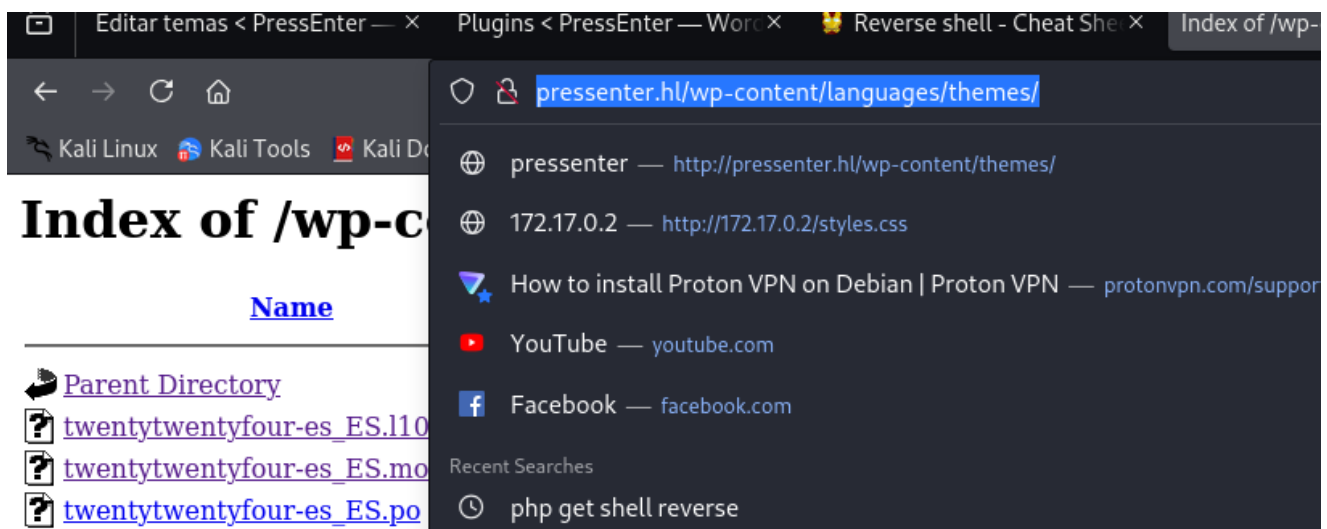 Editar temas < PressEnter — × Plugins < PressEnter — Wor × Reverse shell - Cheat She × Index of /wp-
pressenter.hl/wp-content/languages/themes/
Kali Linux Kali Tools Kali Do
pressenter — http://pressenter.hl/wp-content/themes/
Index of /wp-c
172.17.0.2 — http://172.17.0.2/styles.css
How to install Proton VPN on Debian | Proton VPN — protonvpn.com/suppor
Name
YouTube — youtube.com
Parent Directory
Facebook — facebook.com
twentytwentyfour-es_ES.l10
twentytwentyfour-es_ES.mo
Recent Searches
twentytwentyfour-es_ES.po
php get shell reverse